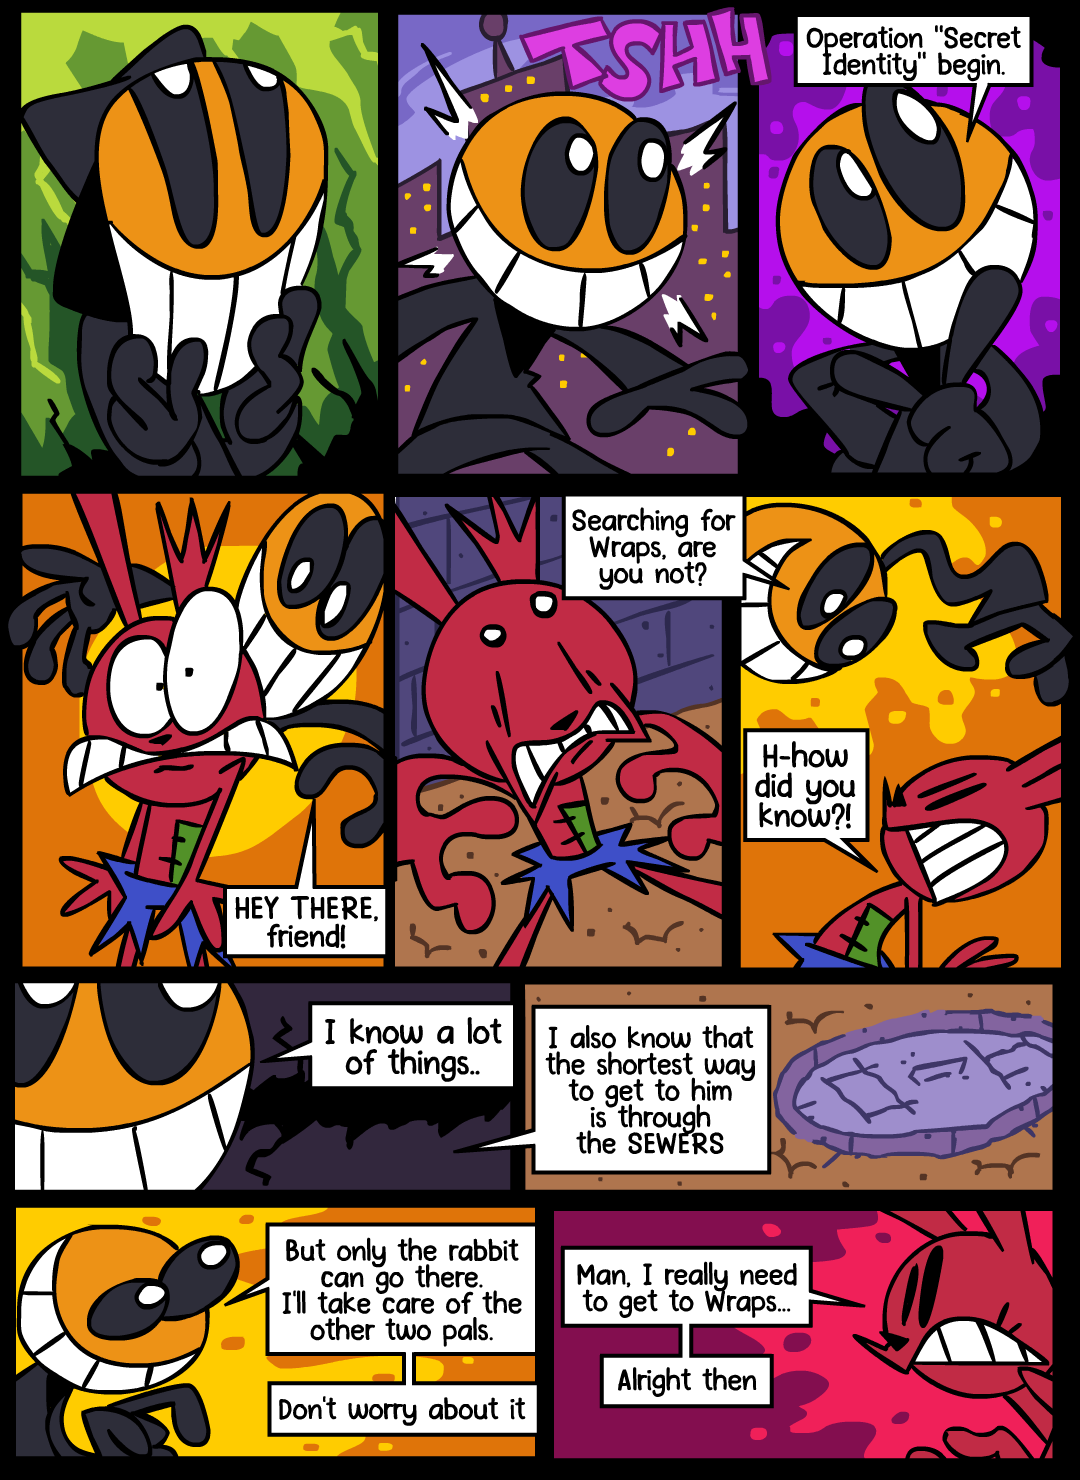 TSHH
Operation "Secret
Identity" begin.
HEY THERE,
friend!
Searching for
Wraps, are
you not?
H-how
did you
know?!
I know a lot
of things..
I also know that
the shortest way
to get to him
is through
the SEWERS
But only the rabbit
can go there.
I'll take care of the
other two pals.
Don't worry about it
Man, I really need
to get to Wraps...
Alright then